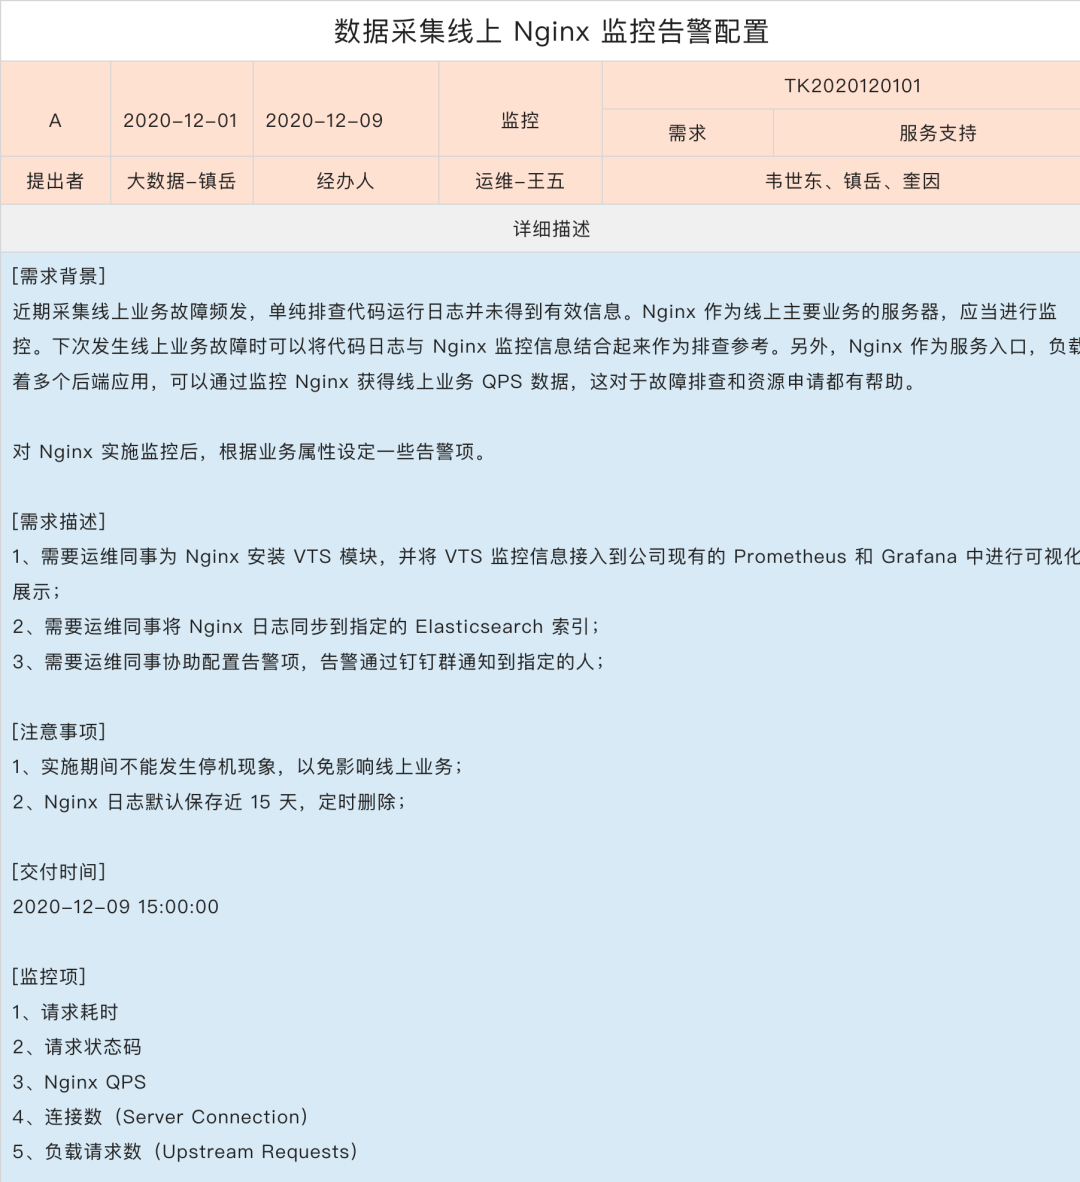 数据采集线上 Nginx 监控告警配置
TK2020120101
A 2020-12-01 2020-12-09 监控
需求 服务支持
提出者 大数据-镇岳 经办人 运维-王五 韦世东、镇岳、奎因
详细描述
[需求背景]
近期采集线上业务故障频发，单纯排查代码运行日志并未得到有效信息。Nginx 作为线上主要业务的服务器，应当进行监
控。下次发生线上业务故障时可以将代码日志与 Nginx 监控信息结合起来作为排查参考。另外，Nginx 作为服务入口，负载
着多个后端应用，可以通过监控 Nginx 获得线上业务 QPS 数据，这对于故障排查和资源申请都有帮助。
对 Nginx 实施监控后，根据业务属性设定一些告警项。
[需求描述]
1、需要运维同事为 Nginx 安装 VTS 模块，并将 VTS 监控信息接入到公司现有的 Prometheus 和 Grafana 中进行可视化
展示；
2、需要运维同事将 Nginx 日志同步到指定的 Elasticsearch 索引；
3、需要运维同事协助配置告警项，告警通过钉钉群通知到指定的人；
[注意事项]
1、实施期间不能发生停机现象，以免影响线上业务；
2、Nginx 日志默认保存近 15 天，定时删除；
[交付时间]
2020-12-09 15:00:00
[监控项]
1、请求耗时
2、请求状态码
3、Nginx QPS
4、连接数（Server Connection）
5、负载请求数（Upstream Requests）